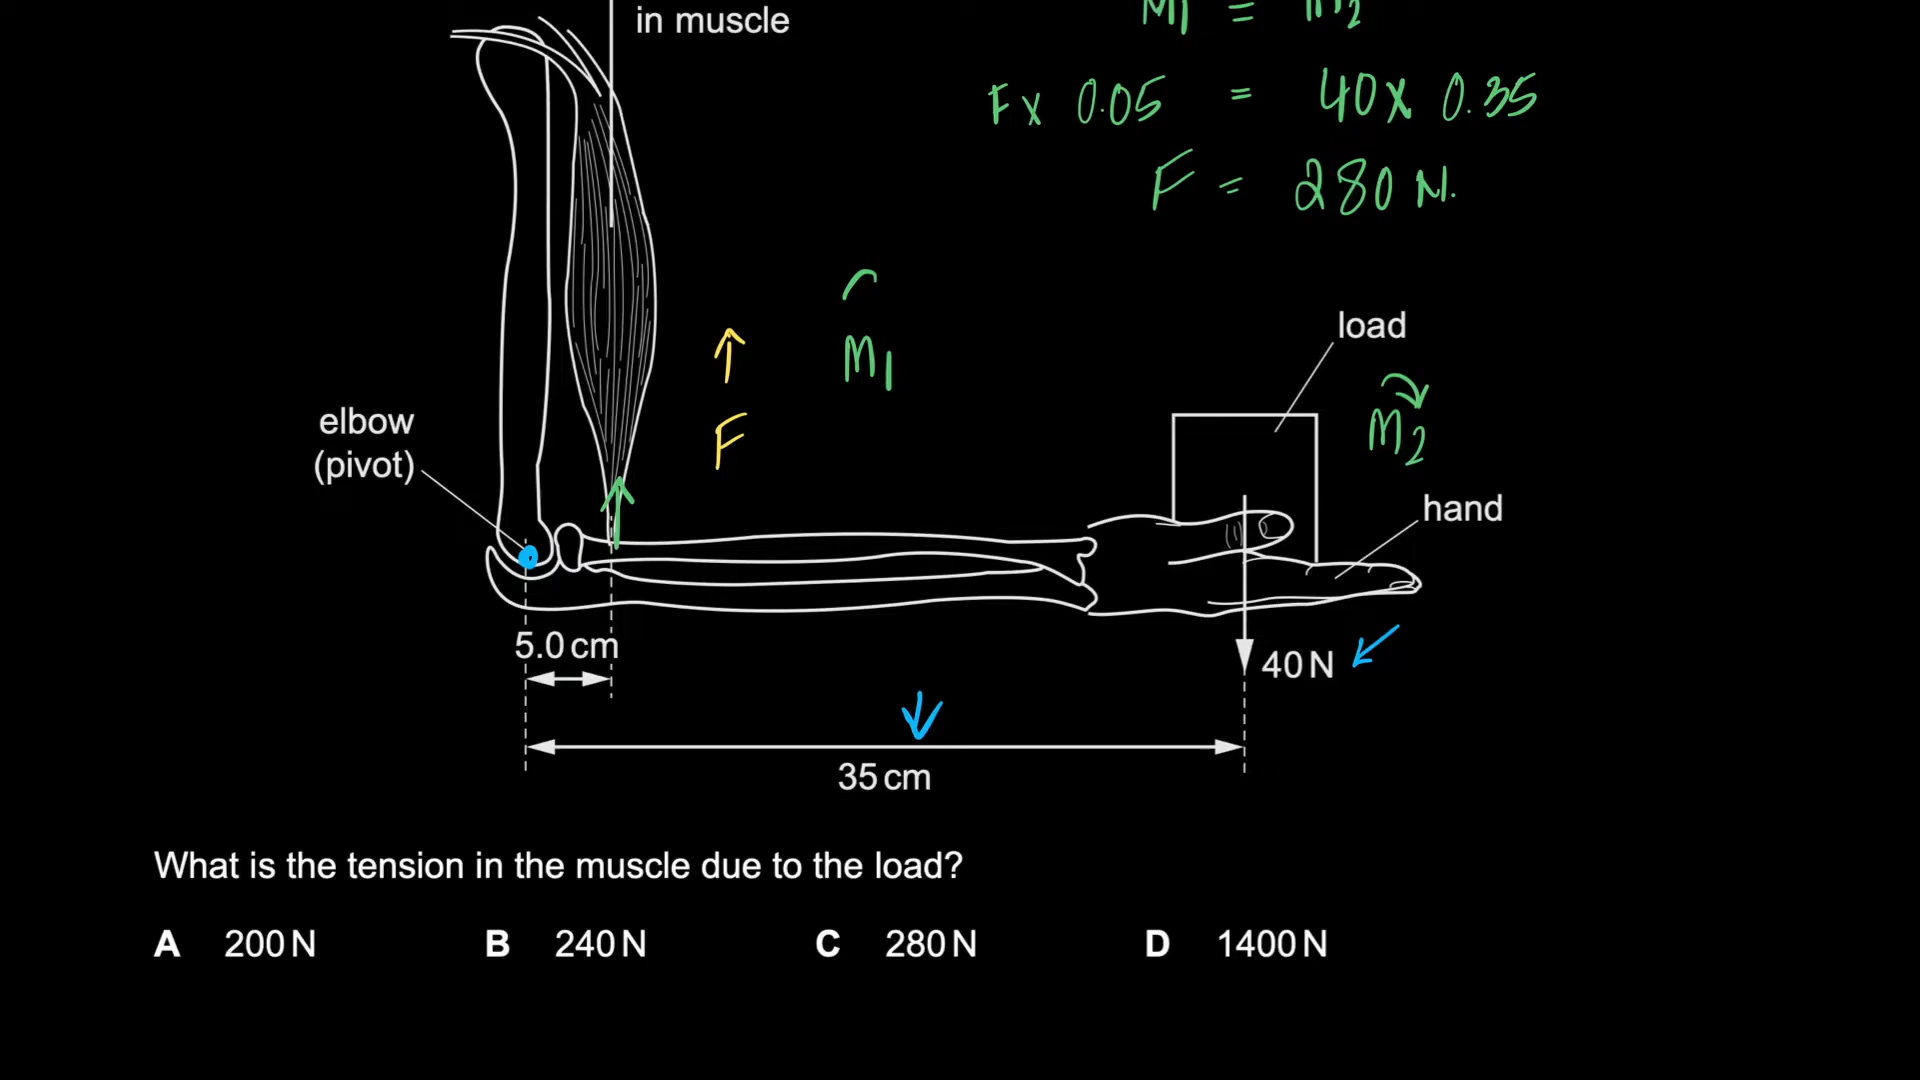 in muscle
M1 = M2
F x 0.05 = 40 x 0.35
F = 280 N.
load
M1
M2
elbow
(pivot)
F
hand
5.0 cm
40 N
35 cm
What is the tension in the muscle due to the load?
A 200 N B 240 N C 280 N D 1400 N